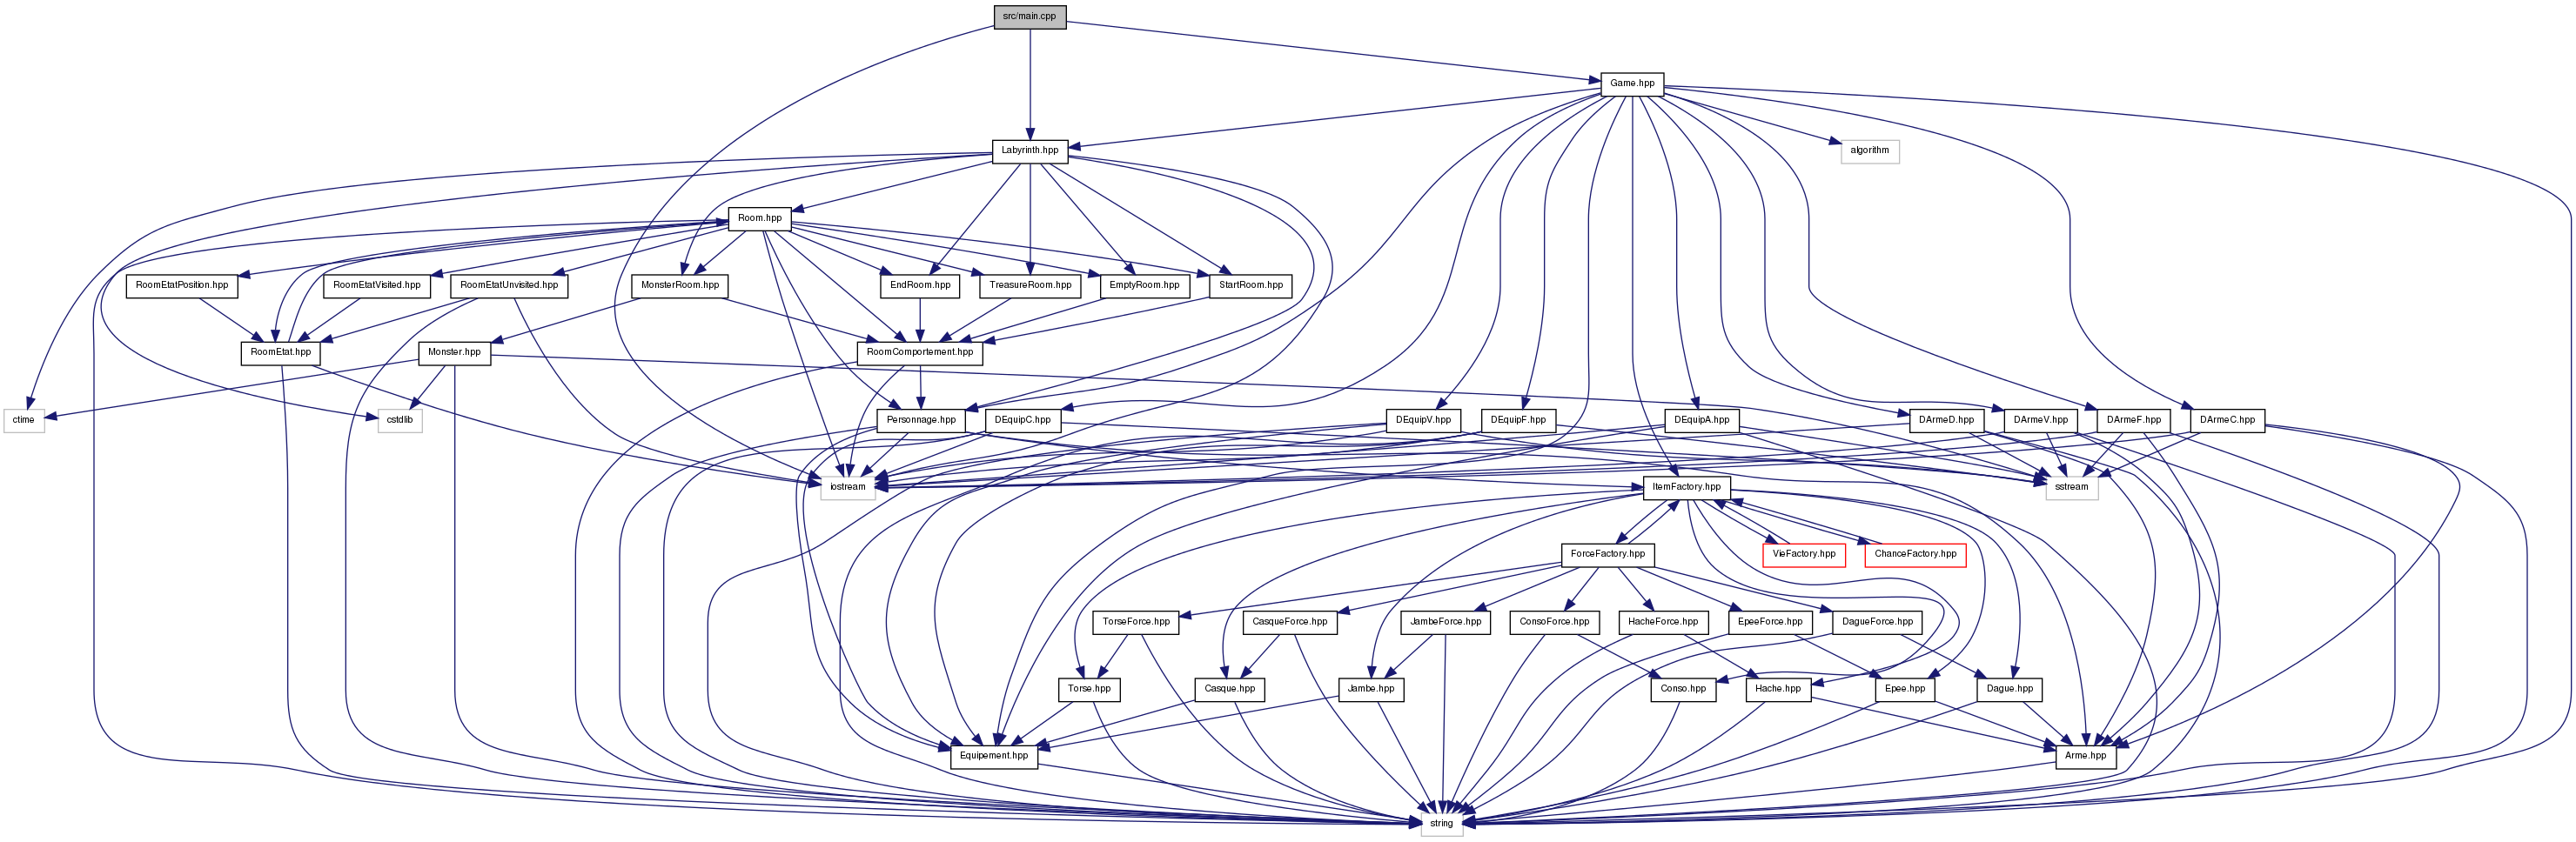 src/main.cpp
Game.hpp
Labyrinth.hpp
algorithm
Room.hpp
RoomEtatPosition.hpp
RoomEtatVisited.hpp
RoomEtatUnvisited.hpp
MonsterRoom.hpp
EndRoom.hpp
TreasureRoom.hpp
EmptyRoom.hpp
StartRoom.hpp
RoomEtat.hpp
Monster.hpp
RoomComportement.hpp
ctime
cstdlib
Personnage.hpp
DEquipC.hpp
DEquipV.hpp
DEquipF.hpp
DEquipA.hpp
DArmeD.hpp
DArmeV.hpp
DArmeF.hpp
DArmeC.hpp
iostream
ItemFactory.hpp
sstream
ForceFactory.hpp
VieFactory.hpp
ChanceFactory.hpp
TorseForce.hpp
CasqueForce.hpp
JambeForce.hpp
ConsoForce.hpp
HacheForce.hpp
EpeeForce.hpp
DagueForce.hpp
Torse.hpp
Casque.hpp
Jambe.hpp
Conso.hpp
Hache.hpp
Epee.hpp
Dague.hpp
Equipement.hpp
Arme.hpp
string